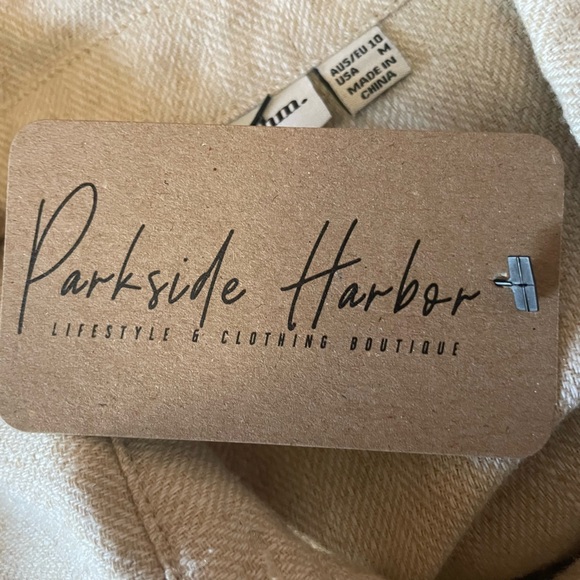 AUS/EU 10
USA M
MADE IN
CHINA
Parkside Harbor
LIFESTYLE & CLOTHING BOUTIQUE